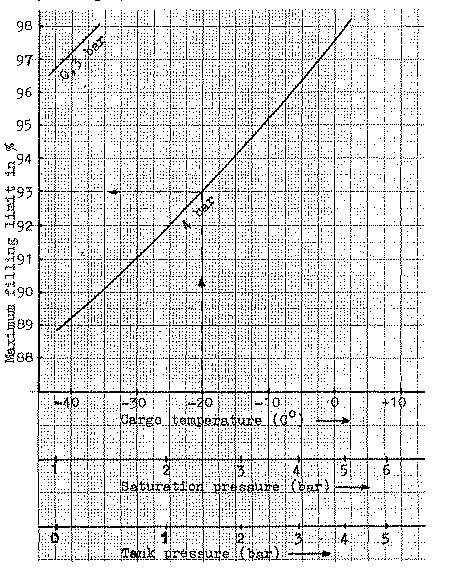 98
97
96
95
94
93
92
91
90
89
88
Maximum filling limit in %
0,3 bar
4 bar
-40 -30 -20 -10 -0 +10
Cargo temperature (C°)
1 2 3 4 5 6
Saturation pressure (bar)
0 1 2 3 4 5
Tank pressure (bar)